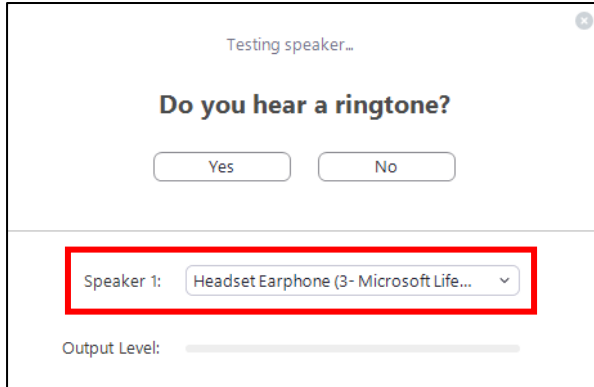 Testing speaker...
Do you hear a ringtone?
Yes No
Speaker 1: Headset Earphone (3- Microsoft Life...
Output Level: